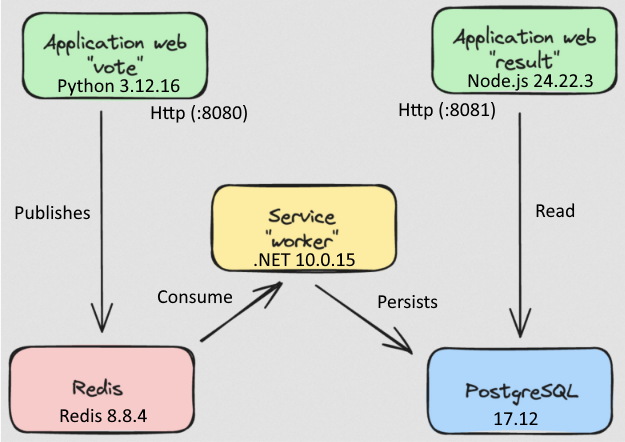 Application web
"vote"
Python 3.12.16
Http (:8080)
Application web
"result"
Node.js 24.22.3
Http (:8081)
Publishes
Service
"worker"
.NET 10.0.15
Read
Consume
Persists
Redis
Redis 8.8.4
PostgreSQL
17.12